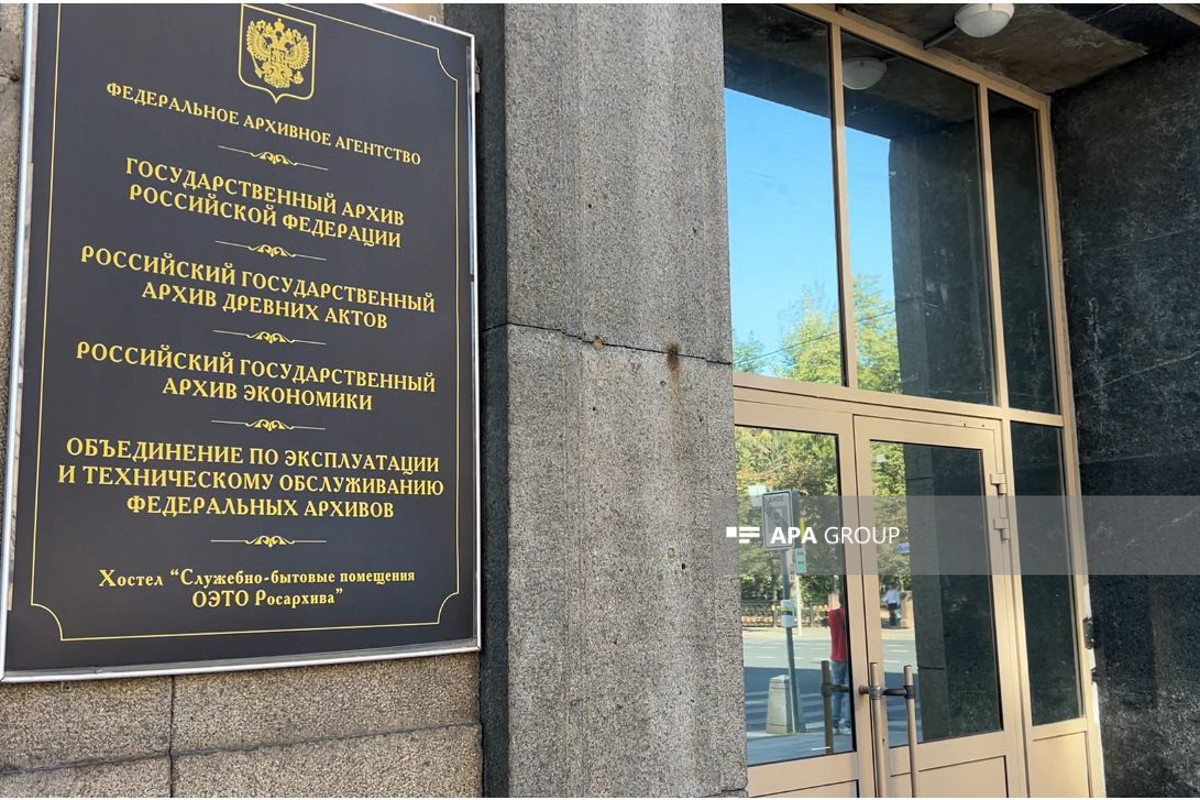 ФЕДЕРАЛЬНОЕ АРХИВНОЕ АГЕНТСТВО
ГОСУДАРСТВЕННЫЙ АРХИВ
РОССИЙСКОЙ ФЕДЕРАЦИИ
РОССИЙСКИЙ ГОСУДАРСТВЕННЫЙ
АРХИВ ДРЕВНИХ АКТОВ
РОССИЙСКИЙ ГОСУДАРСТВЕННЫЙ
АРХИВ ЭКОНОМИКИ
ОБЪЕДИНЕНИЕ ПО ЭКСПЛУАТАЦИИ
И ТЕХНИЧЕСКОМУ ОБСЛУЖИВАНИЮ
ФЕДЕРАЛЬНЫХ АРХИВОВ
Хостел "Служебно-бытовые помещения
ОЭТО Росархива"
APA GROUP